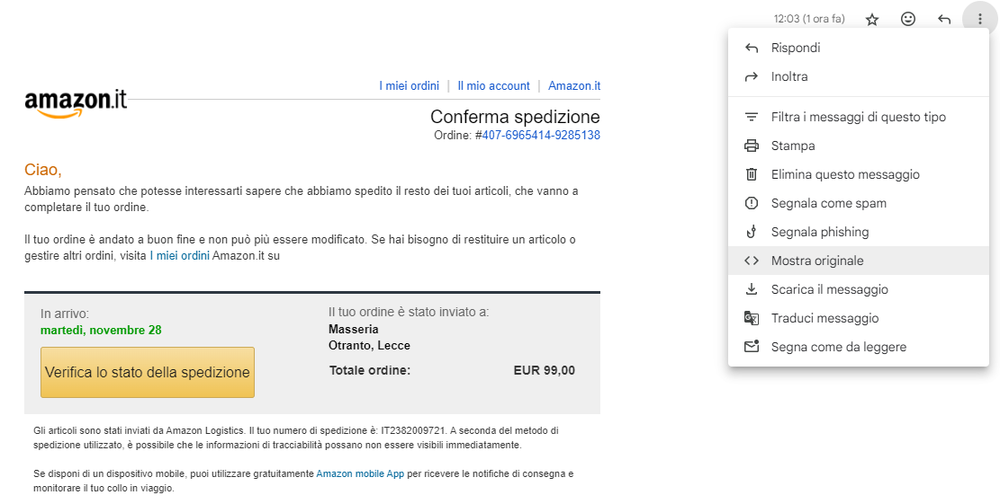 12:03 (1 ora fa)
Rispondi
Inoltra
Filtra i messaggi di questo tipo
Stampa
Elimina questo messaggio
Segnala come spam
Segnala phishing
Mostra originale
Scarica il messaggio
Traduci messaggio
Segna come da leggere
amazon.it
I miei ordini | Il mio account | Amazon.it
Conferma spedizione
Ordine: #407-6965414-9285138
Ciao,
Abbiamo pensato che potesse interessarti sapere che abbiamo spedito il resto dei tuoi articoli, che vanno a
completare il tuo ordine.
Il tuo ordine è andato a buon fine e non può più essere modificato. Se hai bisogno di restituire un articolo o
gestire altri ordini, visita I miei ordini Amazon.it su
In arrivo:
martedì, novembre 28
Verifica lo stato della spedizione
Il tuo ordine è stato inviato a:
Masseria
Otranto, Lecce
Totale ordine: EUR 99,00
Gli articoli sono stati inviati da Amazon Logistics. Il tuo numero di spedizione è: IT2382009721. A seconda del metodo di
spedizione utilizzato, è possibile che le informazioni di tracciabilità possano non essere visibili immediatamente.
Se disponi di un dispositivo mobile, puoi utilizzare gratuitamente Amazon mobile App per ricevere le notifiche di consegna e
monitorare il tuo collo in viaggio.